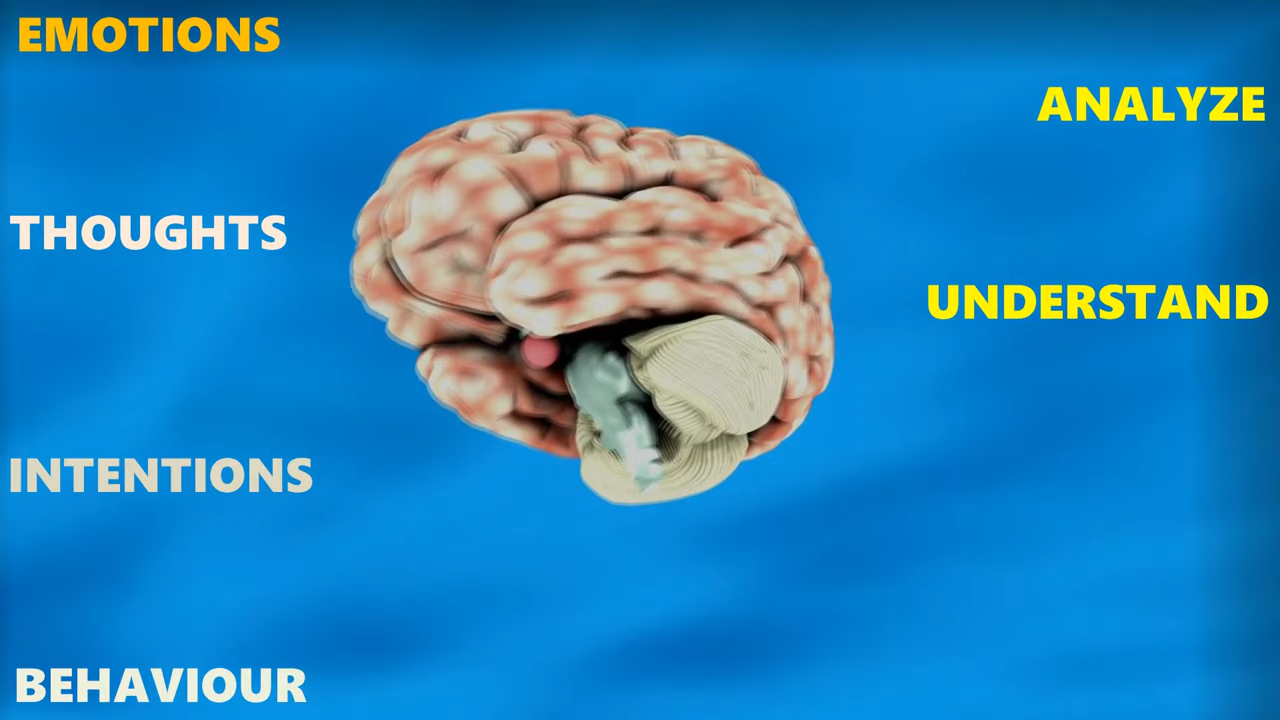 EMOTIONS
ANALYZE
THOUGHTS
UNDERSTAND
INTENTIONS
BEHAVIOUR